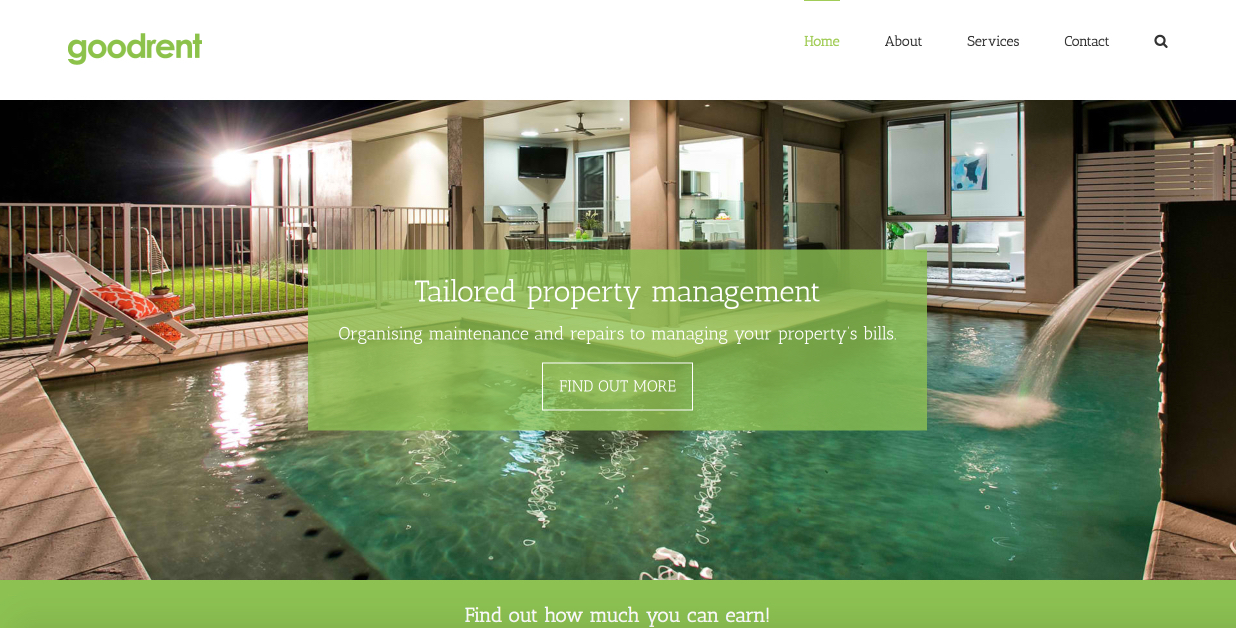 goodrent
Home About Services Contact
Tailored property management
Organising maintenance and repairs to managing your property's bills.
FIND OUT MORE
Find out how much you can earn!